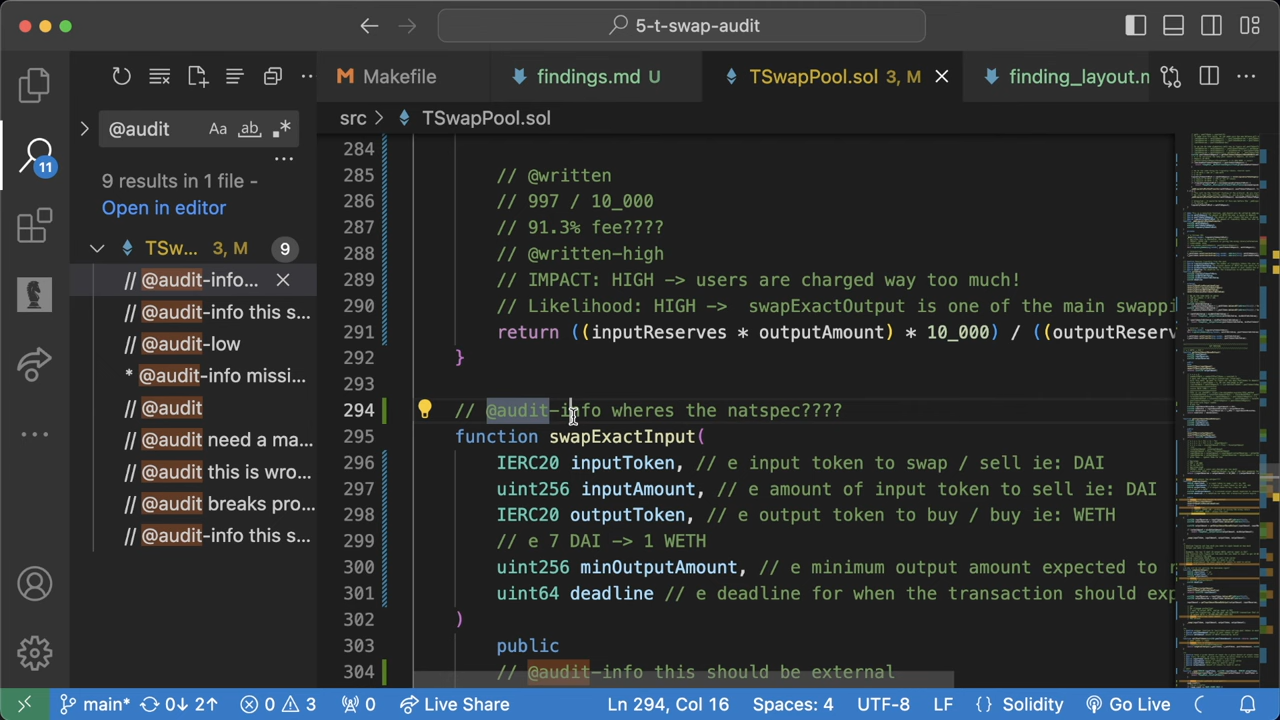 5-t-swap-audit
Makefile
findings.md U
TSwapPool.sol 3, M
finding_layout.m
@audit
Aa
ab
9 results in 1 file -
Open in editor
TSw... 3, M 9
// @audit-info...
// @audit-info this s...
// @audit-low
* @audit-info missi...
// @audit
// @audit need a ma...
// @audit this is wro...
// @audit breaks pro...
// @audit-info this s...
11
src > TSwapPool.sol
284
285 // @written
286 // 997 / 10_000
287 // 91.3% fee????
288 // @written-high
289 // IMPACT: HIGH -> users are charged way too much!
290 // Likelihood: HIGH -> swapExactOutput is one of the main swappi
291 ((inputReserves * outputAmount) * 10_000) / ((outputReserv
292 }
293
294 // @audit-info wheres the natspec????
295 function swapExactInput(
296 IERC20 inputToken, // e input token to swap / sell ie: DAI
297 uint256 inputAmount, // e amount of input token to sell ie: DAI
298 IERC20 outputToken, // e output token to buy / buy ie: WETH
299 DAI -> 1 WETH
300 uint256 minOutputAmount, // e minimum output amount expected to r
301 uint64 deadline // e deadline for when the transaction should exp
302 )
303 public
304 dit-info this should be external
main* 0↓ 2↑ 0 3 0 Live Share
Ln 294, Col 16 Spaces: 4 UTF-8 LF {} Solidity Go Live